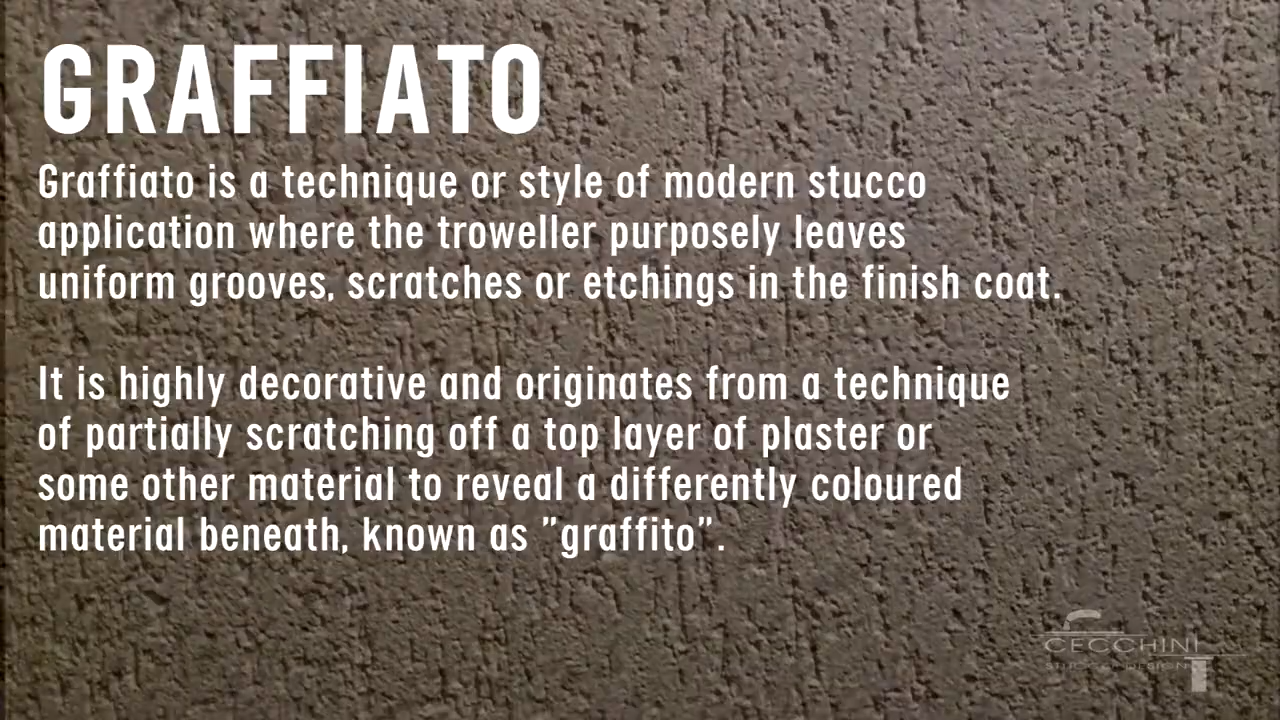 GRAFFIATO
Graffiato is a technique or style of modern stucco
application where the troweller purposely leaves
uniform grooves, scratches or etchings in the finish coat.
It is highly decorative and originates from a technique
of partially scratching off a top layer of plaster or
some other material to reveal a differently coloured
material beneath, known as ”graffito”.
CECCHINI
STUCCO DESIGN